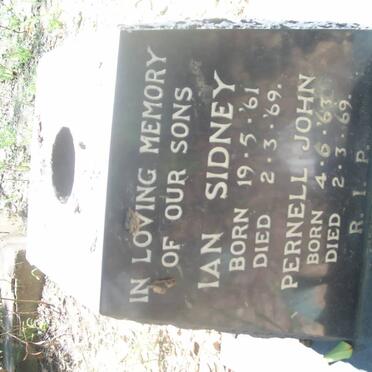 IN LOVING MEMORY
OF OUR SONS
IAN SIDNEY
BORN 19·5·61
DIED 2·3·69.
PERNELL JOHN
BORN 4·6·63
DIED 2·3·69.
R. I. P.